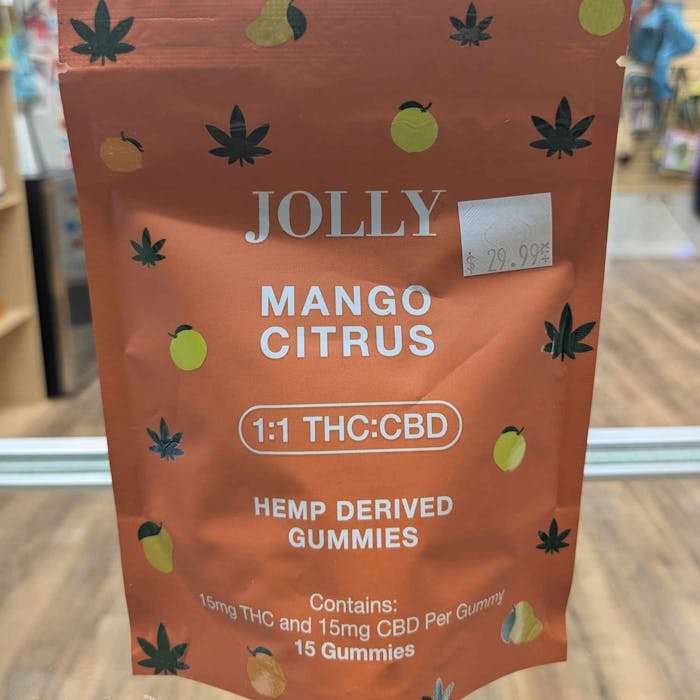 JOLLY
$ 29.99
MANGO
CITRUS
1:1 THC:CBD
HEMP DERIVED
GUMMIES
Contains:
15mg THC and 15mg CBD Per Gummy
15 Gummies